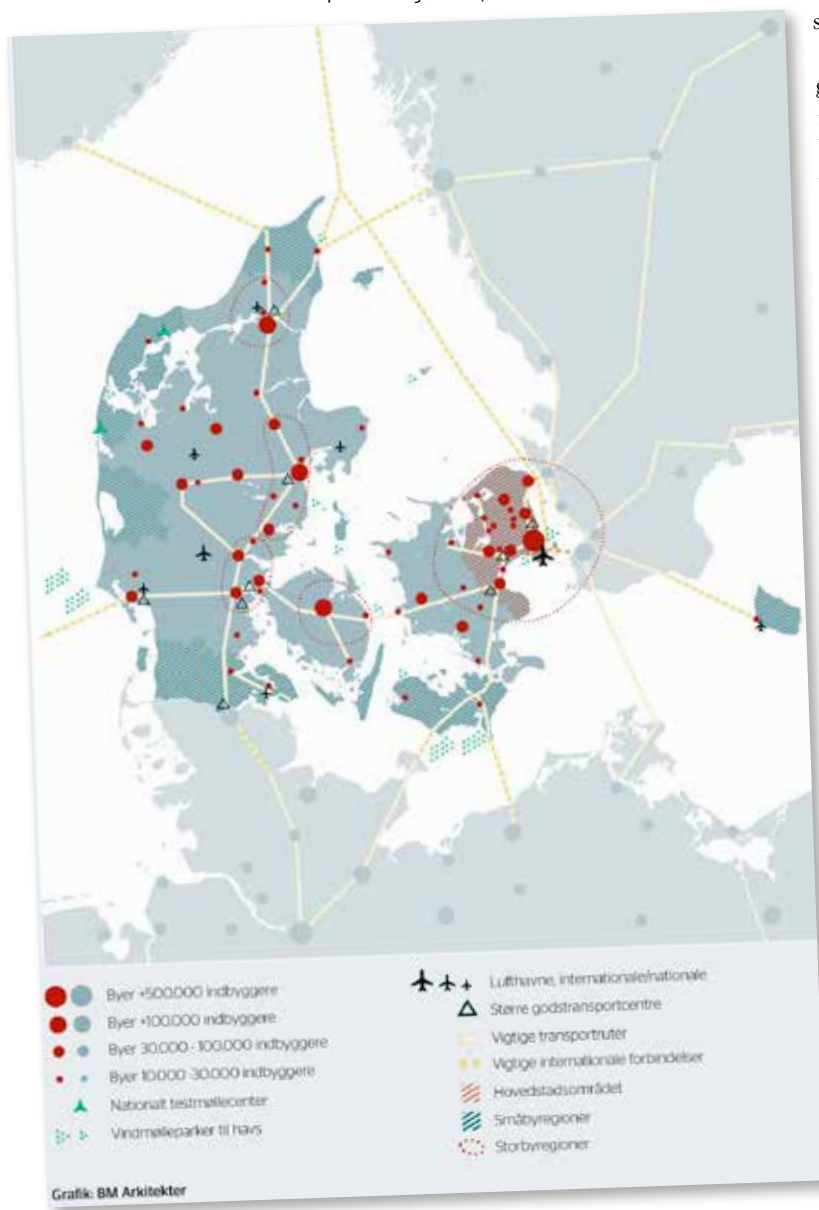 s
g
Byer +500.000 indbyggere
Byer +100.000 indbyggere
Byer 30.000 - 100.000 indbyggere
Byer 10.000 -30.000 indbyggere
Nationalt testmøllecenter
Vindmølleparker til havs
Lufthavne, internationale/nationale
Større godstransportcentre
Vigtige transportruter
Vigtige internationale forbindelser
Hovedstadsområdet
Småbyregioner
Storbyregioner
Grafik: BM Arkitekter